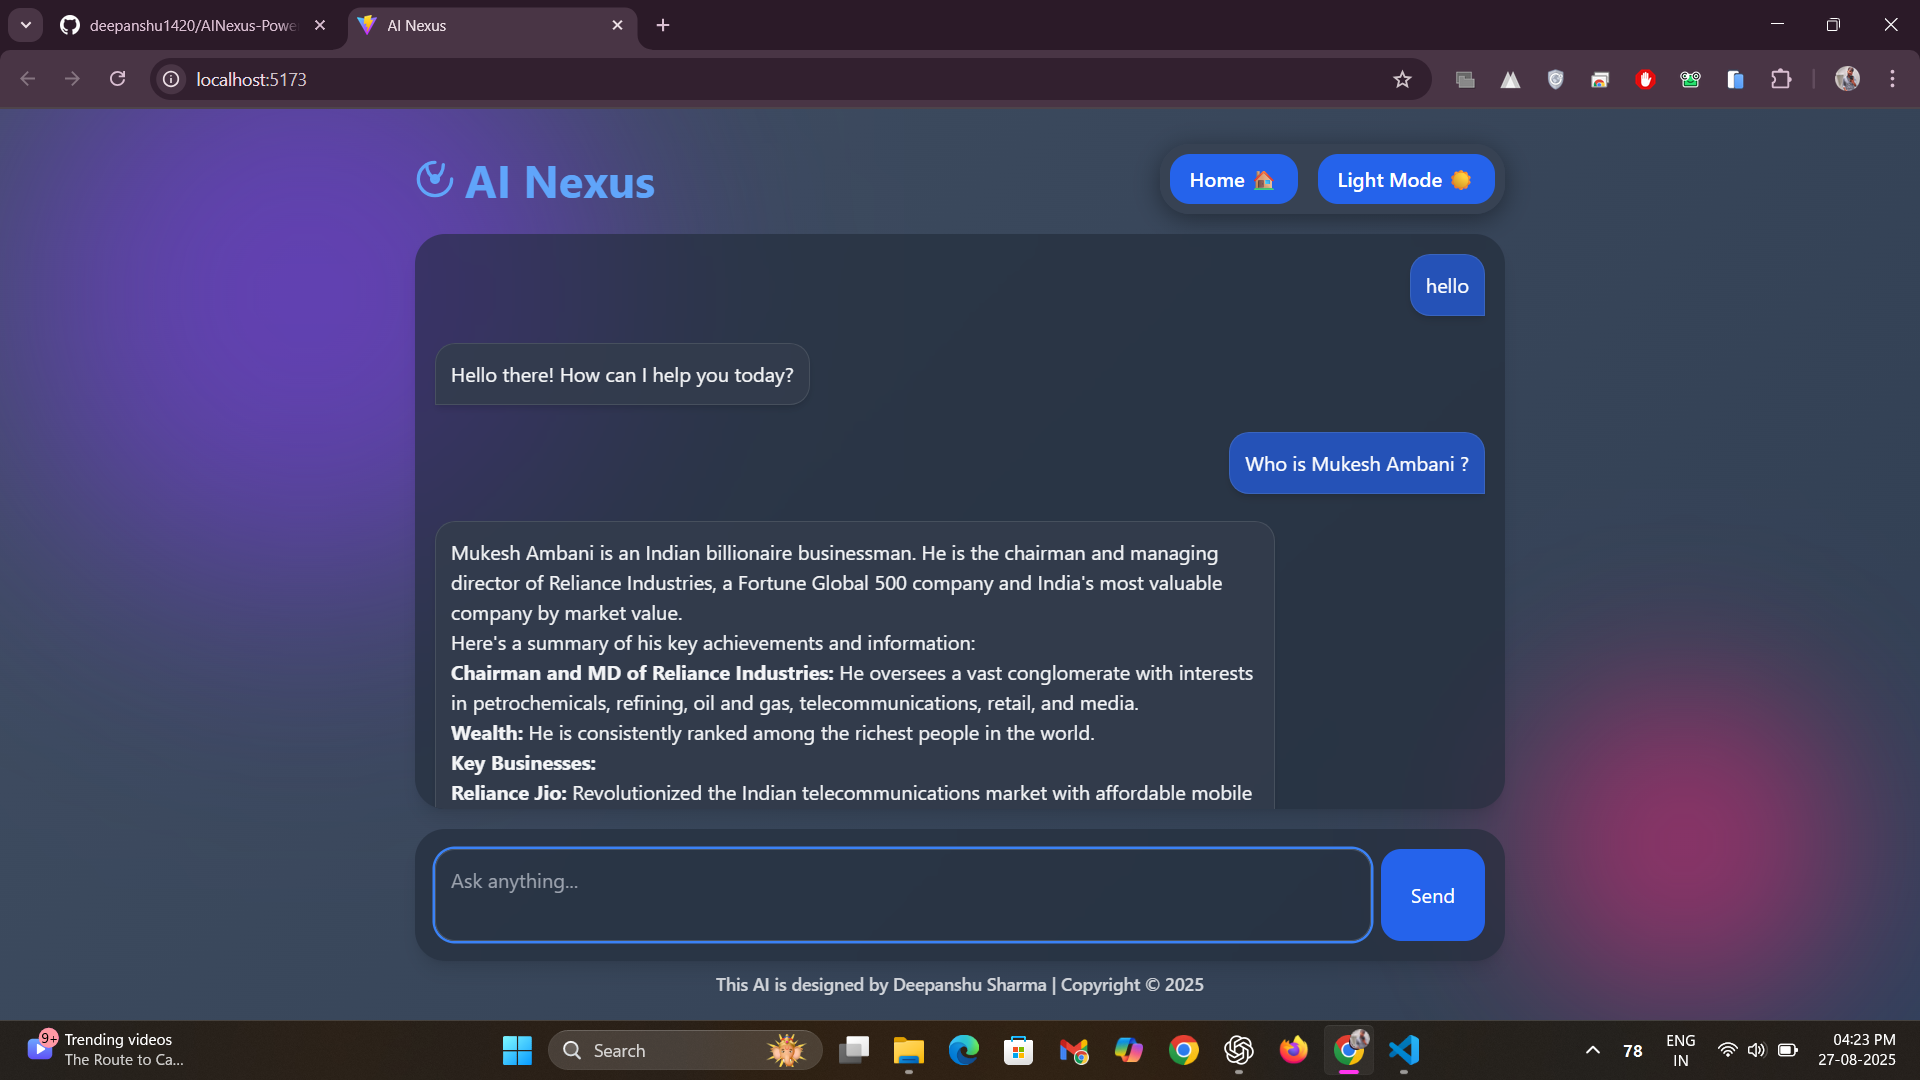 deepanshu1420/AINexus-Powe
AI Nexus
localhost:5173
AI Nexus
Home
Light Mode
hello
Hello there! How can I help you today?
Who is Mukesh Ambani ?
Mukesh Ambani is an Indian billionaire businessman. He is the chairman and managing
director of Reliance Industries, a Fortune Global 500 company and India's most valuable
company by market value.
Here's a summary of his key achievements and information:
Chairman and MD of Reliance Industries: He oversees a vast conglomerate with interests
in petrochemicals, refining, oil and gas, telecommunications, retail, and media.
Wealth: He is consistently ranked among the richest people in the world.
Key Businesses:
Reliance Jio: Revolutionized the Indian telecommunications market with affordable mobile
Ask anything...
Send
This AI is designed by Deepanshu Sharma | Copyright © 2025
9+
Trending videos
The Route to Ca...
Search
78
ENG
IN
04:23 PM
27-08-2025